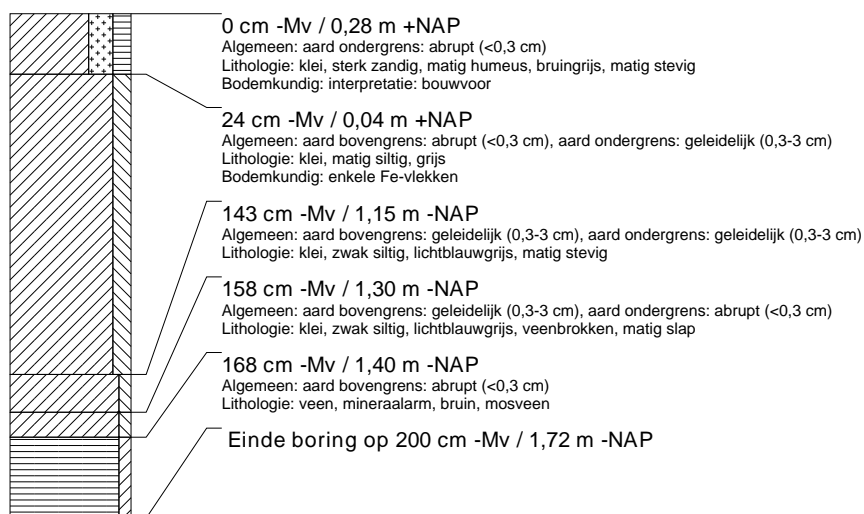 0 cm -Mv / 0,28 m +NAP
Algemeen: aard ondergrens: abrupt (<0,3 cm)
Lithologie: klei, sterk zandig, matig humeus, bruingrijs, matig stevig
Bodemkundig: interpretatie: bouwvoor
24 cm -Mv / 0,04 m +NAP
Algemeen: aard bovengrens: abrupt (<0,3 cm), aard ondergrens: geleidelijk (0,3-3 cm)
Lithologie: klei, matig siltig, grijs
Bodemkundig: enkele Fe-vlekken
143 cm -Mv / 1,15 m -NAP
Algemeen: aard bovengrens: geleidelijk (0,3-3 cm), aard ondergrens: geleidelijk (0,3-3 cm)
Lithologie: klei, zwak siltig, lichtblauwgrijs, matig stevig
158 cm -Mv / 1,30 m -NAP
Algemeen: aard bovengrens: geleidelijk (0,3-3 cm), aard ondergrens: abrupt (<0,3 cm)
Lithologie: klei, zwak siltig, lichtblauwgrijs, veenbrokken, matig slap
168 cm -Mv / 1,40 m -NAP
Algemeen: aard bovengrens: abrupt (<0,3 cm)
Lithologie: veen, mineraalarm, bruin, mosveen
Einde boring op 200 cm -Mv / 1,72 m -NAP